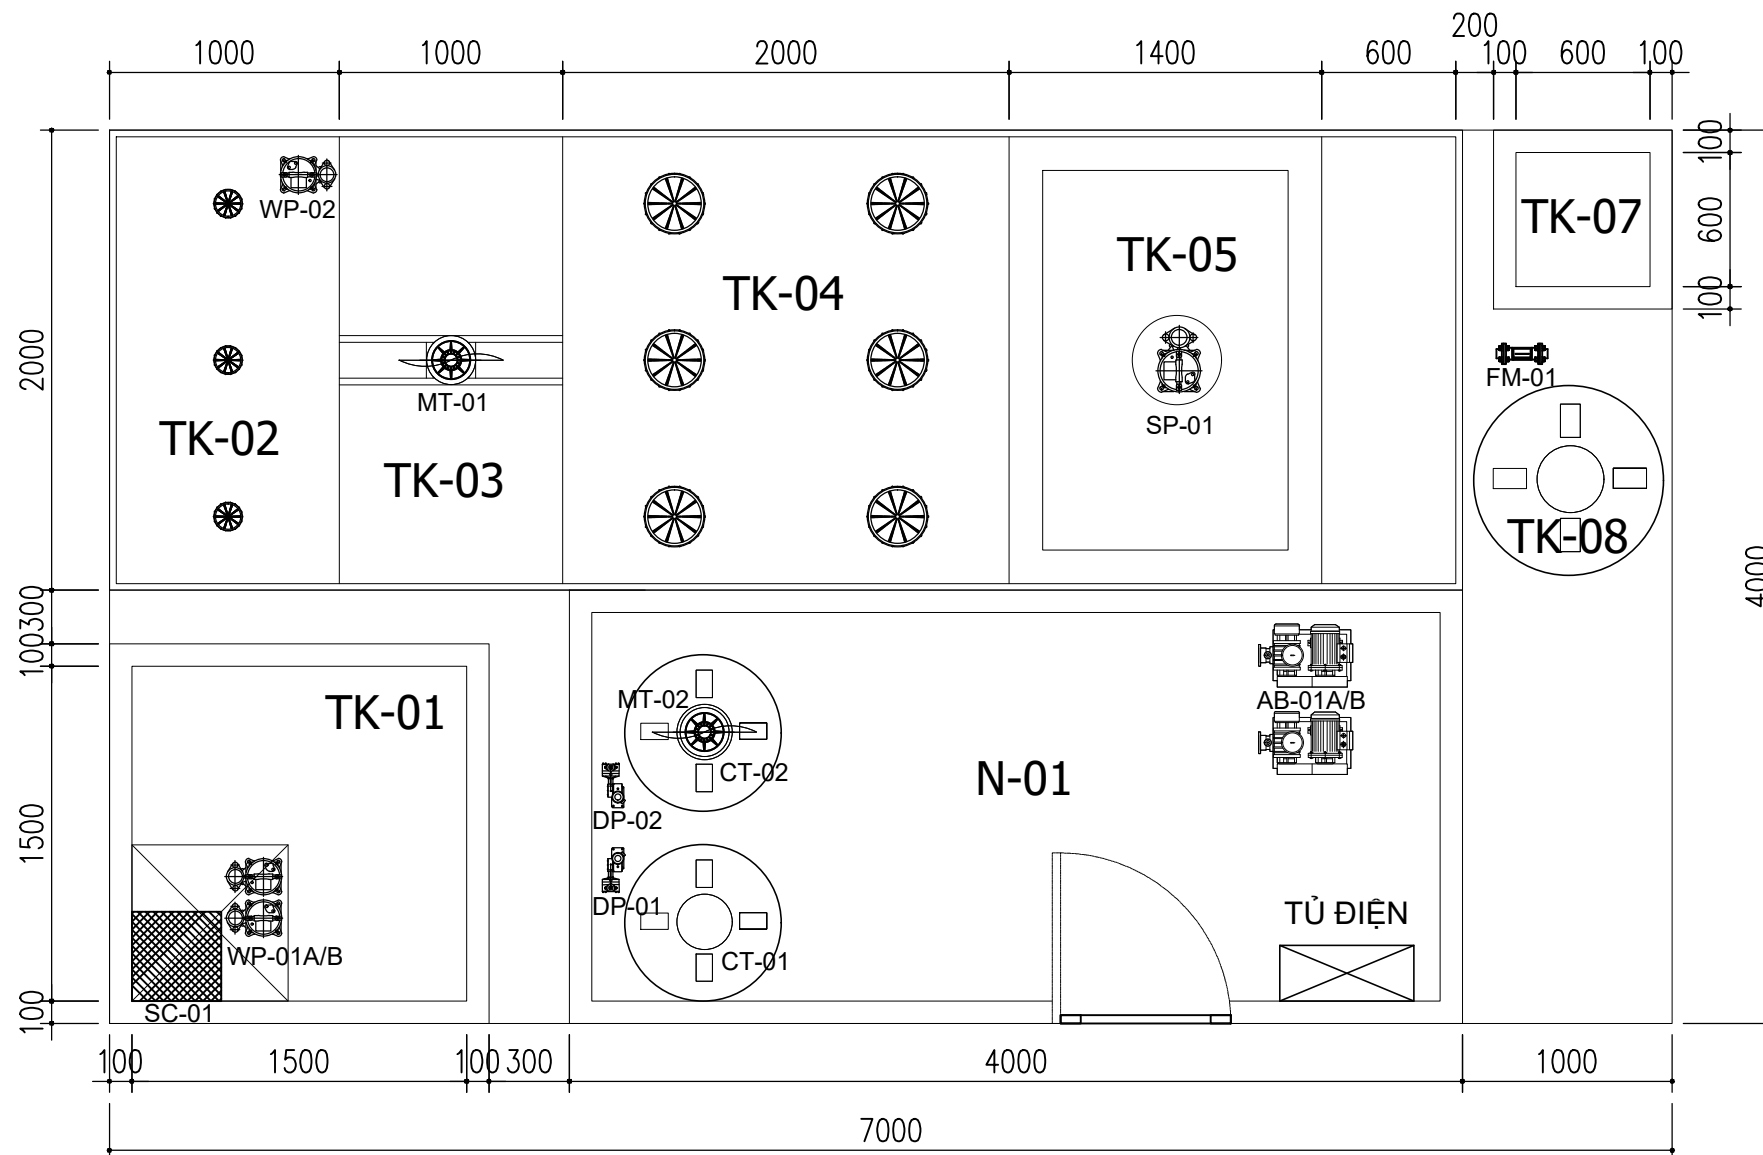 200
1000 1000 2000 1400 600 100 600 100
WP-02
TK-02
MT-01
TK-03
TK-04
TK-05
SP-01
TK-07
FM-01
TK-08
100
600
100
4000
2000
300
100
1500
100
TK-01
WP-01A/B
SC-01
MT-02
CT-02
DP-02
DP-01
CT-01
N-01
AB-01A/B
TỦ ĐIỆN
100 1500 100 300 4000 1000
7000